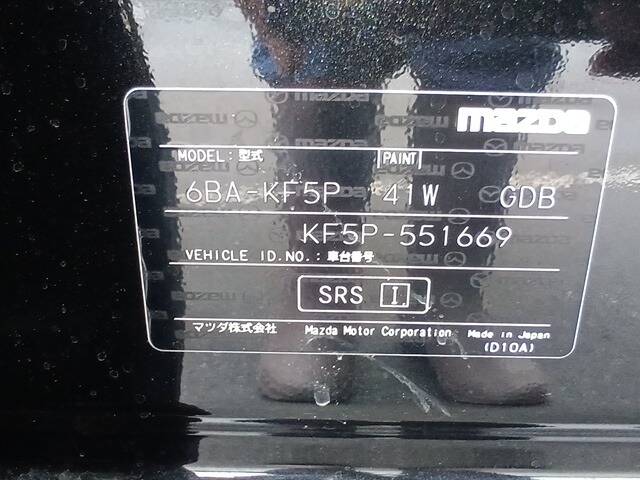 mazda
MODEL：型式 PAINT
6BA-KF5P 41W GDB
KF5P-551669
VEHICLE ID.NO.：車台番号
SRS I
マツダ株式会社 Mazda Motor Corporation Made in Japan
(D10A)